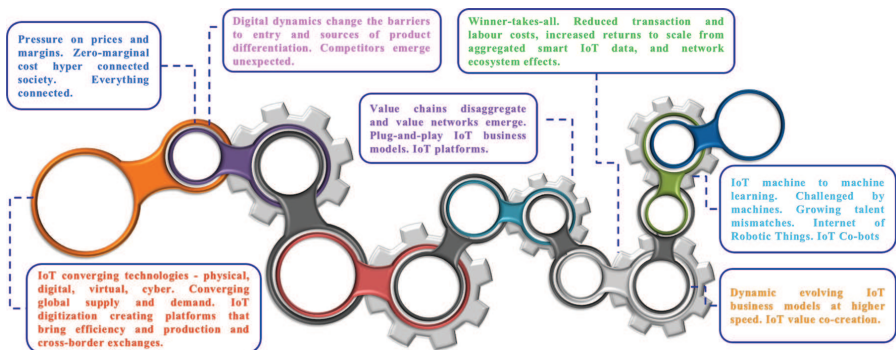 Pressure on prices and
margins. Zero-marginal
cost hyper connected
society. Everything
connected.
Digital dynamics change the barriers
to entry and sources of product
differentiation. Competitors emerge
unexpected.
Winner-takes-all. Reduced transaction and
labour costs, increased returns to scale from
aggregated smart IoT data, and network
ecosystem effects.
Value chains disaggregate
and value networks emerge.
Plug-and-play IoT business
models. IoT platforms.
IoT machine to machine
learning. Challenged by
machines. Growing talent
mismatches. Internet of
Robotic Things. IoT Co-bots
IoT converging technologies - physical,
digital, virtual, cyber. Converging
global supply and demand. IoT
digitization creating platforms that
bring efficiency and production and
cross-border exchanges.
Dynamic evolving IoT
business models at higher
speed. IoT value co-creation.